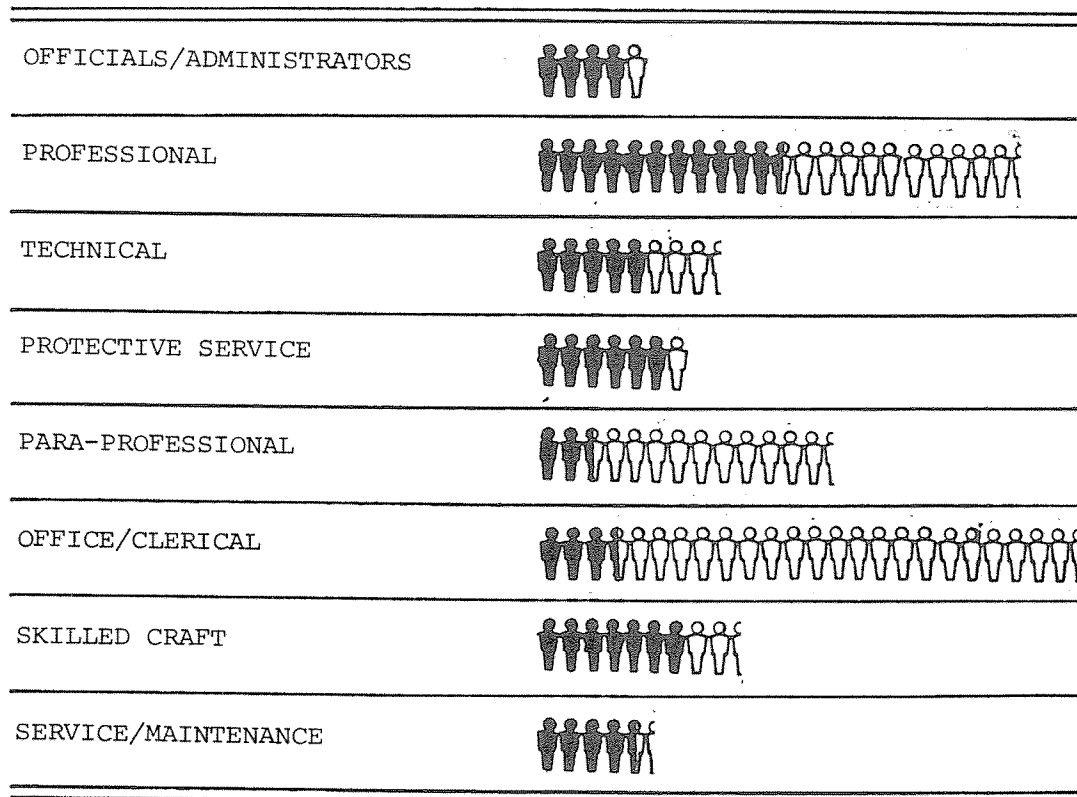 OFFICIALS/ADMINISTRATORS
PROFESSIONAL
TECHNICAL
PROTECTIVE SERVICE
PARA-PROFESSIONAL
OFFICE/CLERICAL
SKILLED CRAFT
SERVICE/MAINTENANCE